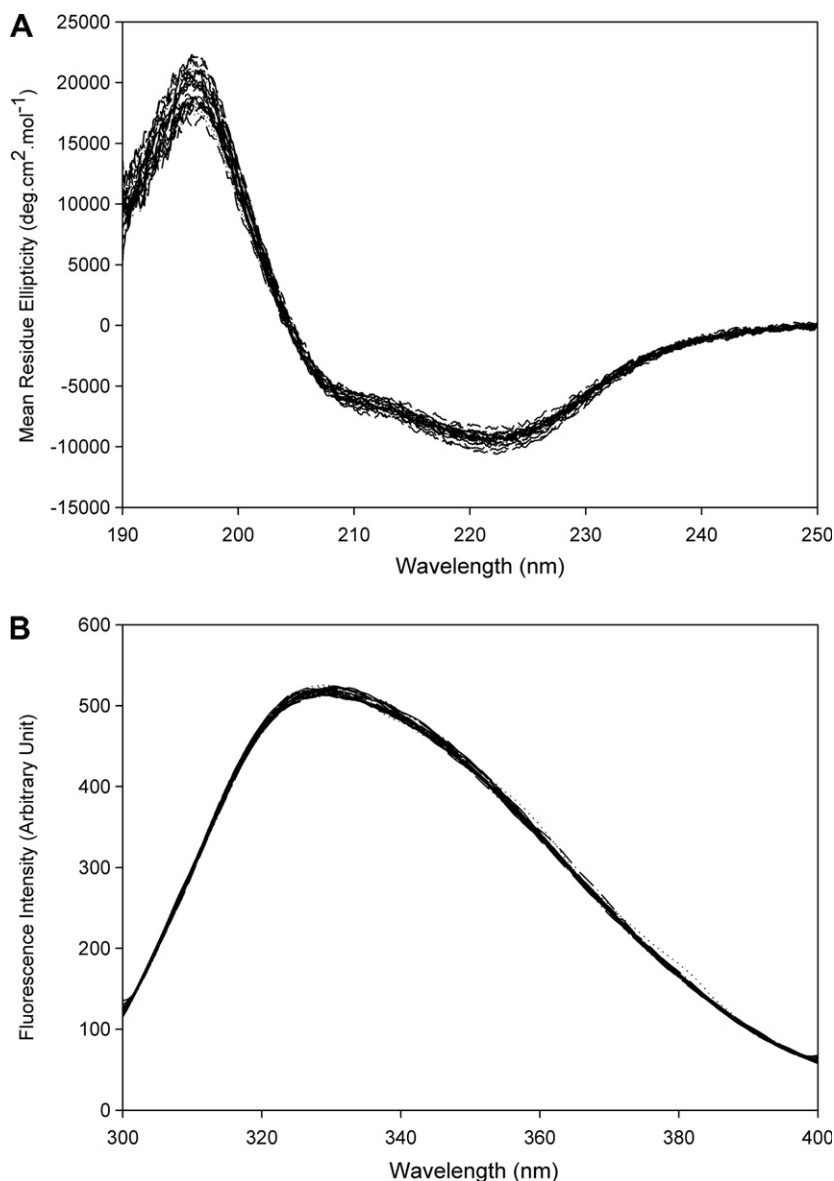 A
25000
20000
15000
10000
5000
0
-5000
-10000
-15000
Mean Residue Ellipticity (deg.cm².mol⁻¹)
190 200 210 220 230 240 250
Wavelength (nm)
B
600
500
400
300
200
100
0
Fluorescence Intensity (Arbitrary Unit)
300 320 340 360 380 400
Wavelength (nm)